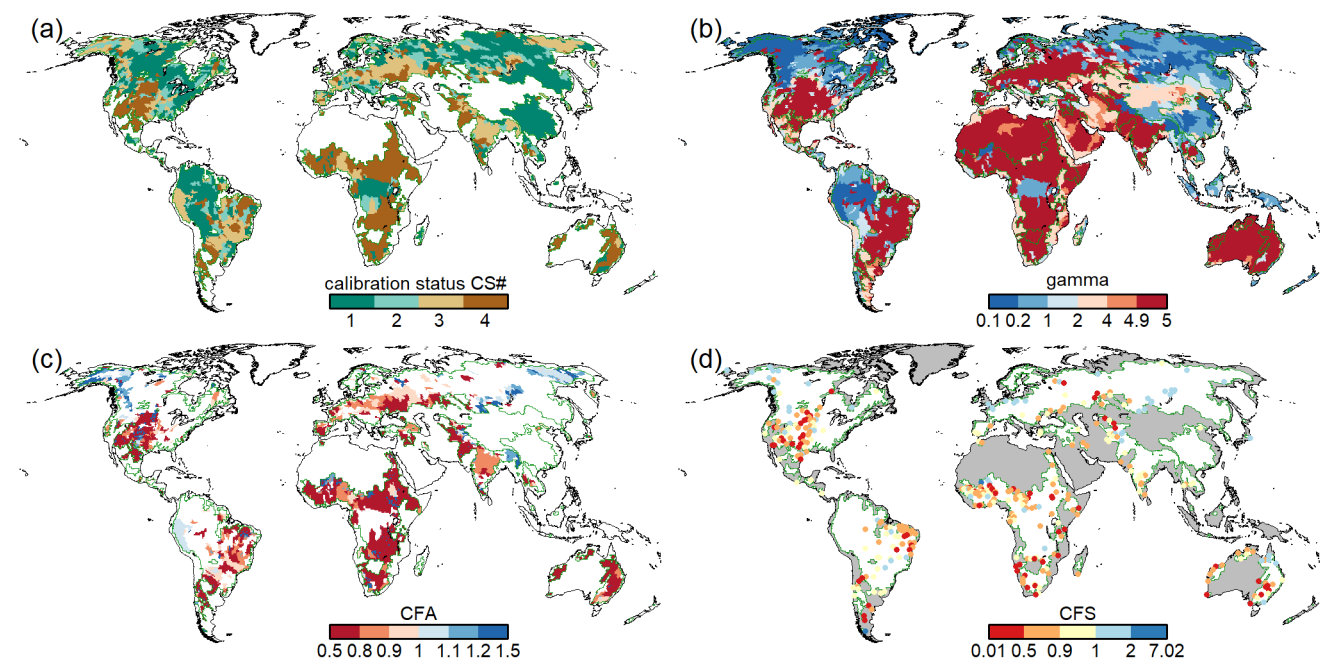 (a)
calibration status CS#
1 2 3 4
(b)
gamma
0.1 0.2 1 2 4 4.9 5
(c)
CFA
0.5 0.8 0.9 1 1.1 1.2 1.5
(d)
CFS
0.01 0.5 0.9 1 2 7.02